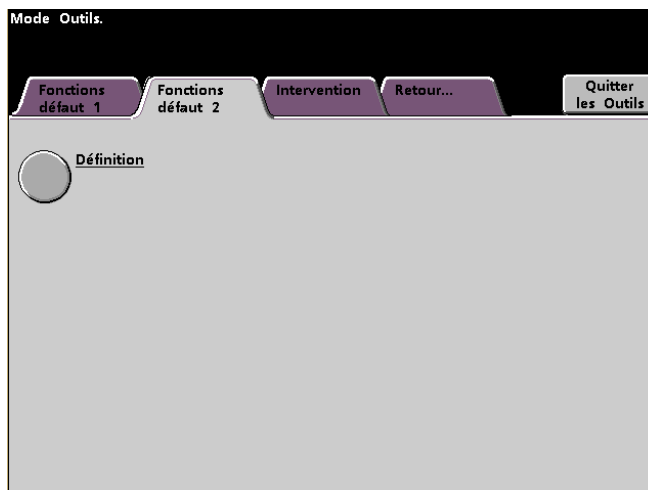 Mode Outils.
Fonctions
défaut 1
Fonctions
défaut 2
Intervention
Retour...
Quitter
les Outils
Définition